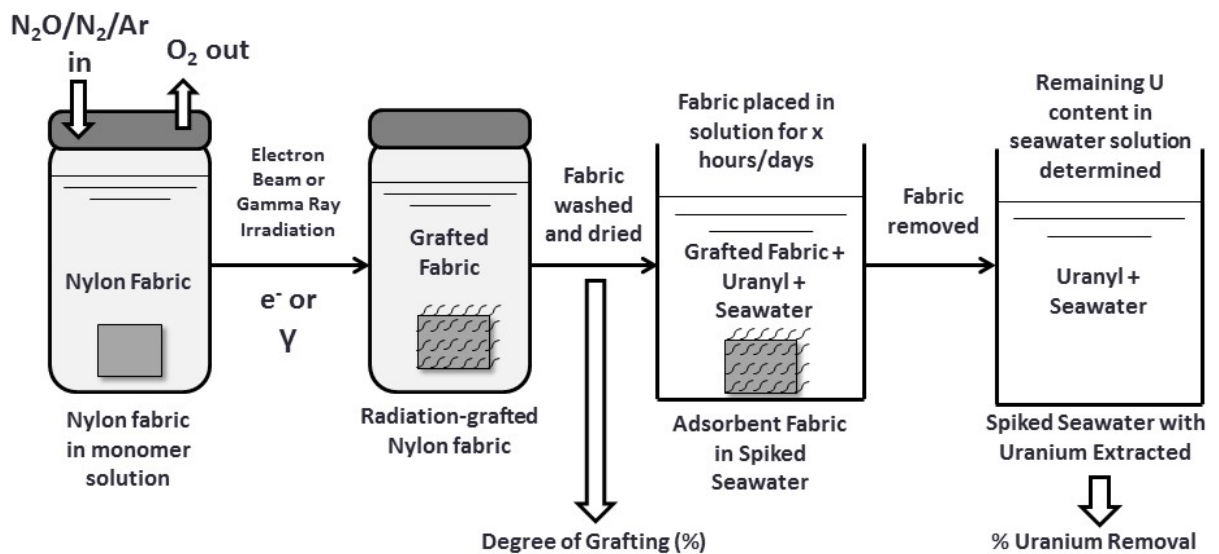 N₂O/N₂/Ar
in
O₂ out
Nylon Fabric
Nylon fabric
in monomer
solution
Electron
Beam or
Gamma Ray
Irradiation
e⁻ or
γ
Grafted
Fabric
Radiation-grafted
Nylon fabric
Fabric
washed
and dried
Degree of Grafting (%)
Fabric placed in
solution for x
hours/days
Grafted Fabric +
Uranyl +
Seawater
Adsorbent Fabric
in Spiked
Seawater
Fabric
removed
Remaining U
content in
seawater solution
determined
Uranyl +
Seawater
Spiked Seawater with
Uranium Extracted
% Uranium Removal